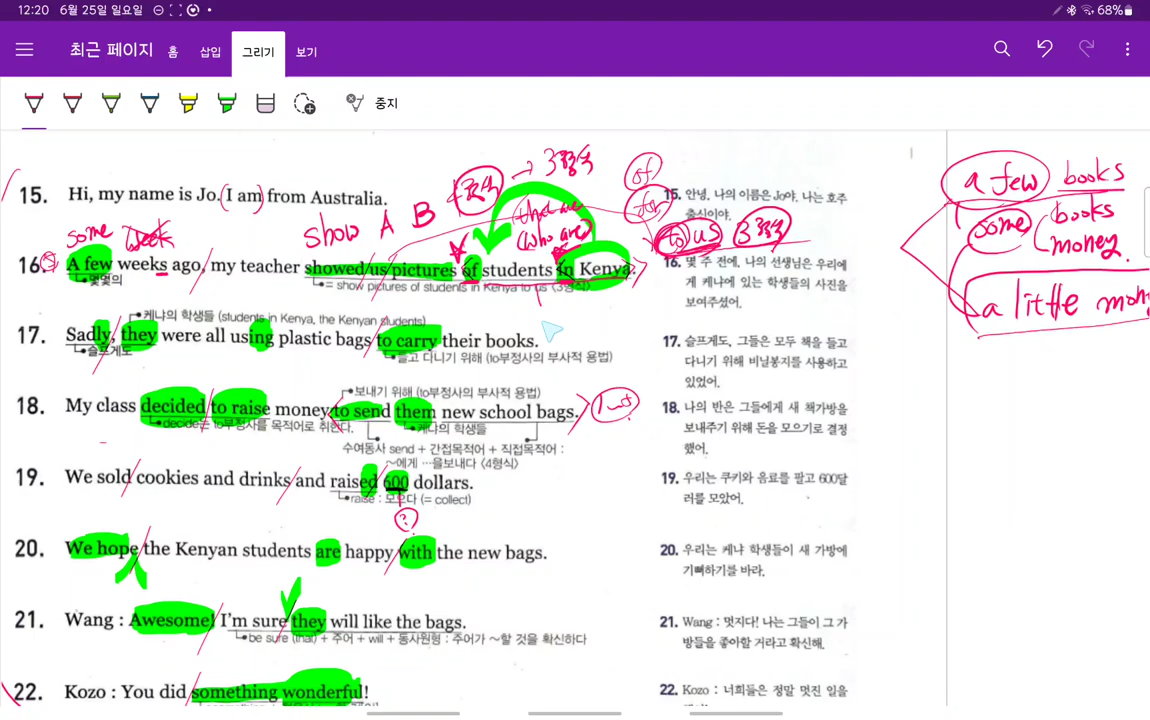 12:20 6월 25일 일요일 68%
최근 페이지 홈 삽입 그리기 보기
중지
4형식 → 3형식 of
15. Hi, my name is Jo. (I am) from Australia.
for
15. 안녕, 나의 이름은 Jo야. 나는 호주
출신이야.
some week show A B that are
(who are) to us 3형식
16. A few weeks ago, my teacher showed us pictures of students in Kenya.
몇몇의
= show pictures of students in Kenya to us (3형식)
16. 몇 주 전에, 나의 선생님은 우리에
게 케냐에 있는 학생들의 사진을
보여주셨어.
케냐의 학생들 (students in Kenya, the Kenyan students)
17. Sadly, they were all using plastic bags to carry their books.
슬프게도
들고 다니기 위해 (to부정사의 부사적 용법)
17. 슬프게도, 그들은 모두 책을 들고
다니기 위해 비닐봉지를 사용하고
있었어.
보내기 위해 (to부정사의 부사적 용법)
18. My class decided to raise money to send them new school bags.
decide = to부정사를 목적어로 취한다.
케냐의 학생들
수여동사 send + 간접목적어 + 직접목적어 :
~에게 …을보내다 (4형식)
18. 나의 반은 그들에게 새 책가방을
보내주기 위해 돈을 모으기로 결정
했어.
19. We sold cookies and drinks and raised 600 dollars.
raise : 모으다 (= collect)
?
19. 우리는 쿠키와 음료를 팔고 600달
러를 모았어.
20. We hope the Kenyan students are happy with the new bags.
20. 우리는 케냐 학생들이 새 가방에
기뻐하기를 바라.
21. Wang : Awesome! I'm sure they will like the bags.
be sure (that) + 주어 + will + 동사원형 : 주어가 ~할 것을 확신하다
21. Wang : 멋지다! 나는 그들이 그 가
방들을 좋아할 거라고 확신해.
22. Kozo : You did something wonderful!
22. Kozo : 너희들은 정말 멋진 일을
a few books
some books
money.
a little